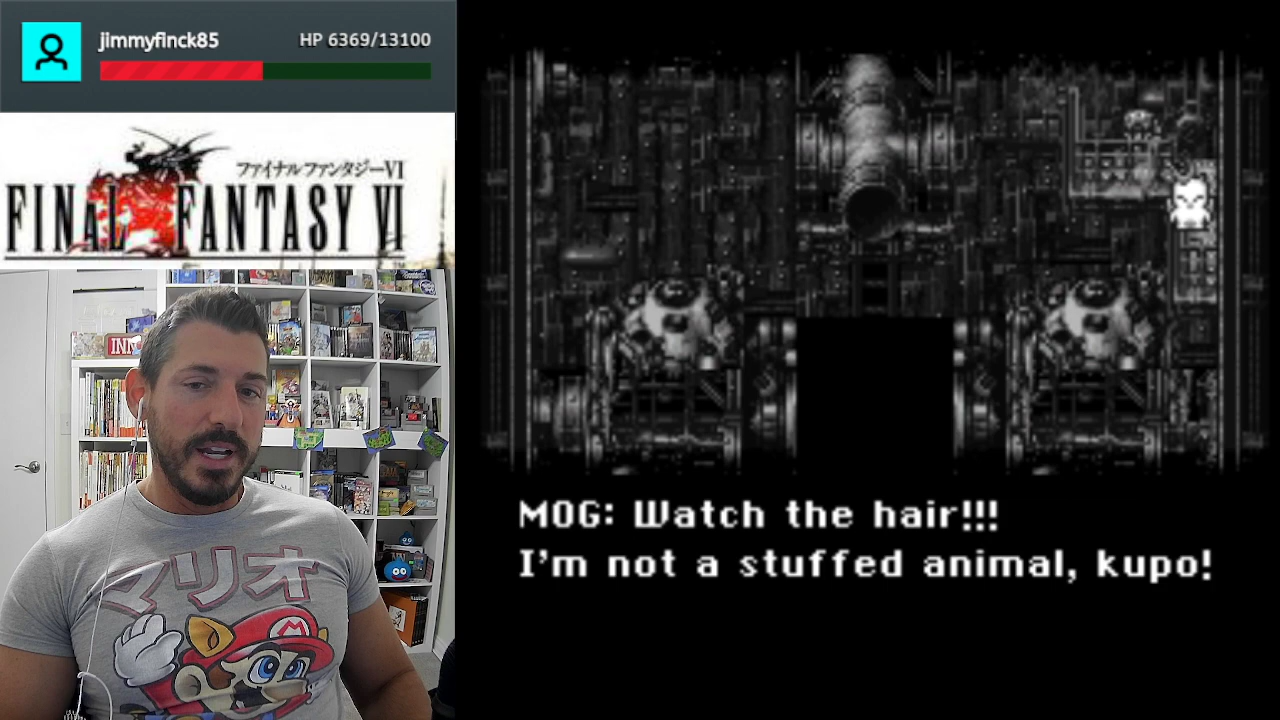 jimmyfinck85
HP 6369/13100
ファイナルファンタジーVI
FINAL FANTASY VI
INN
マリオ
M
MOG: Watch the hair!!!
I'm not a stuffed animal, kupo!